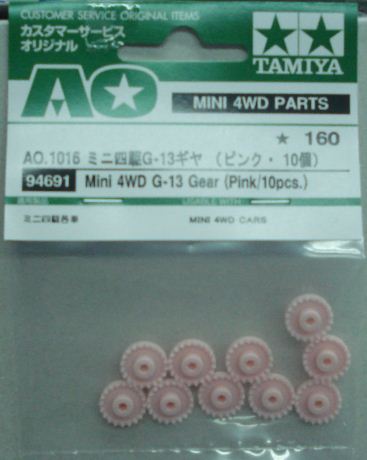 CUSTOMER SERVICE ORIGINAL ITEMS
カスタマーサービス
オリジナル
AO
TAMIYA
MINI 4WD PARTS
★ 160
AO.1016 ミニ四駆G-13ギヤ (ピンク・10個)
94691 Mini 4WD G-13 Gear (Pink/10pcs.)
USABLE WITH
ミニ四駆各車 MINI 4WD CARS